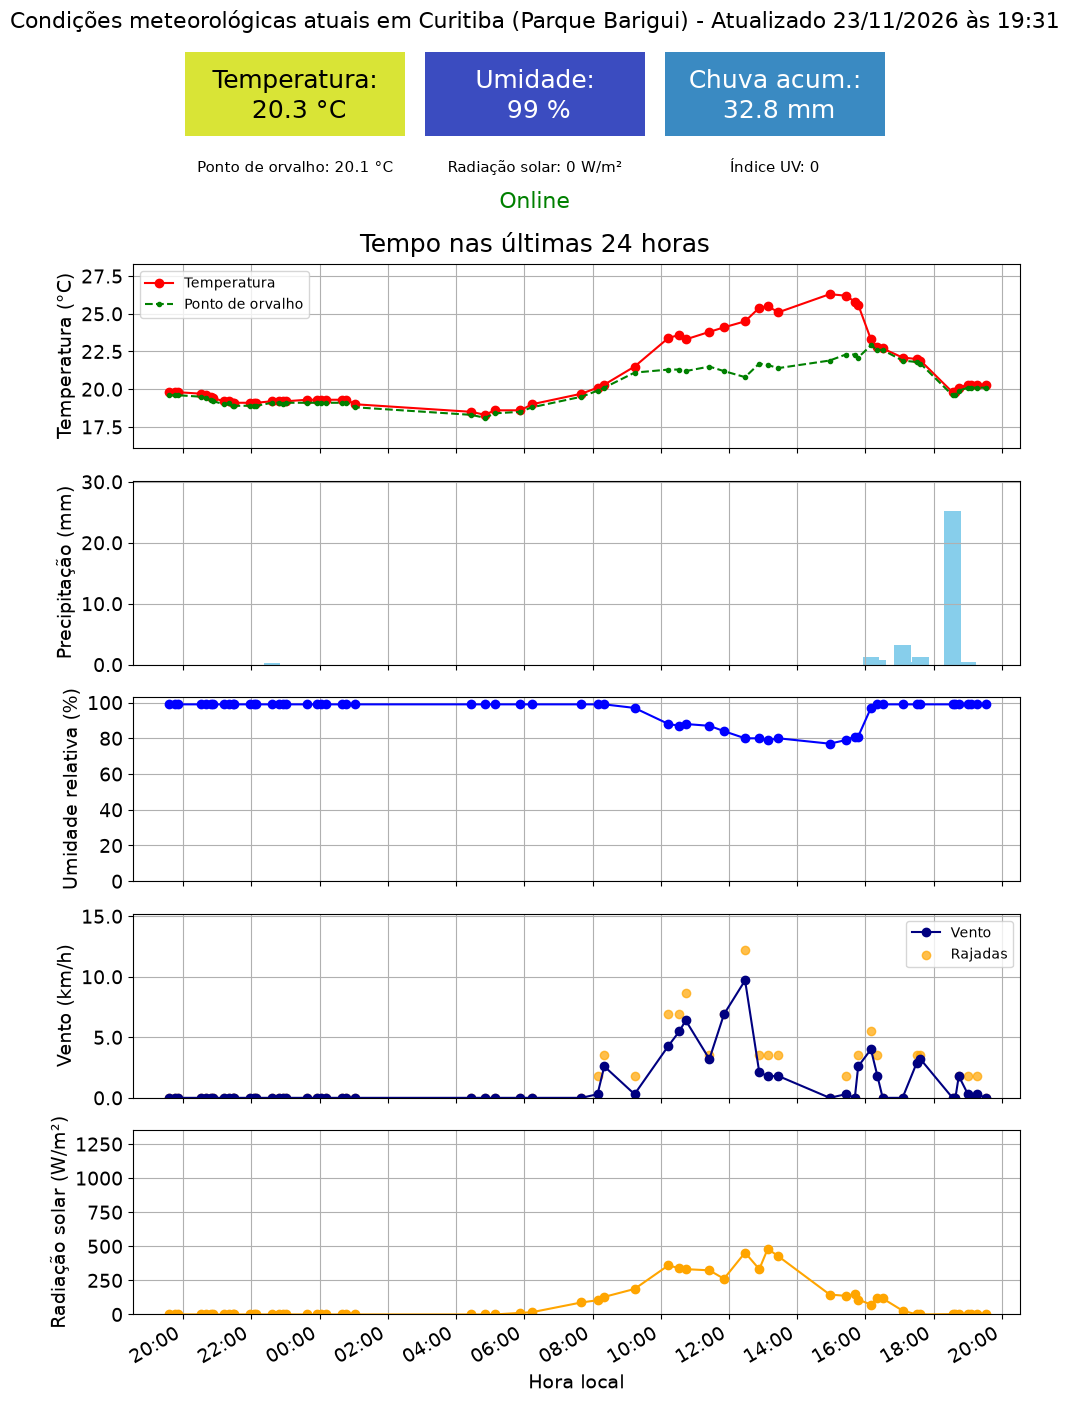 Condições meteorológicas atuais em Curitiba (Parque Barigui) - Atualizado 23/11/2026 às 19:31
Temperatura:
20.3 °C
Umidade:
99 %
Chuva acum.:
32.8 mm
Ponto de orvalho: 20.1 °C
Radiação solar: 0 W/m²
Índice UV: 0
Online
Tempo nas últimas 24 horas
Temperatura (°C)
27.5
25.0
22.5
20.0
17.5
Temperatura
Ponto de orvalho
Precipitação (mm)
30.0
20.0
10.0
0.0
Umidade relativa (%)
100
80
60
40
20
0
Vento (km/h)
15.0
10.0
5.0
0.0
Vento
Rajadas
Radiação solar (W/m²)
1250
1000
750
500
250
0
20:00
22:00
00:00
02:00
04:00
06:00
08:00
10:00
12:00
14:00
16:00
18:00
20:00
Hora local